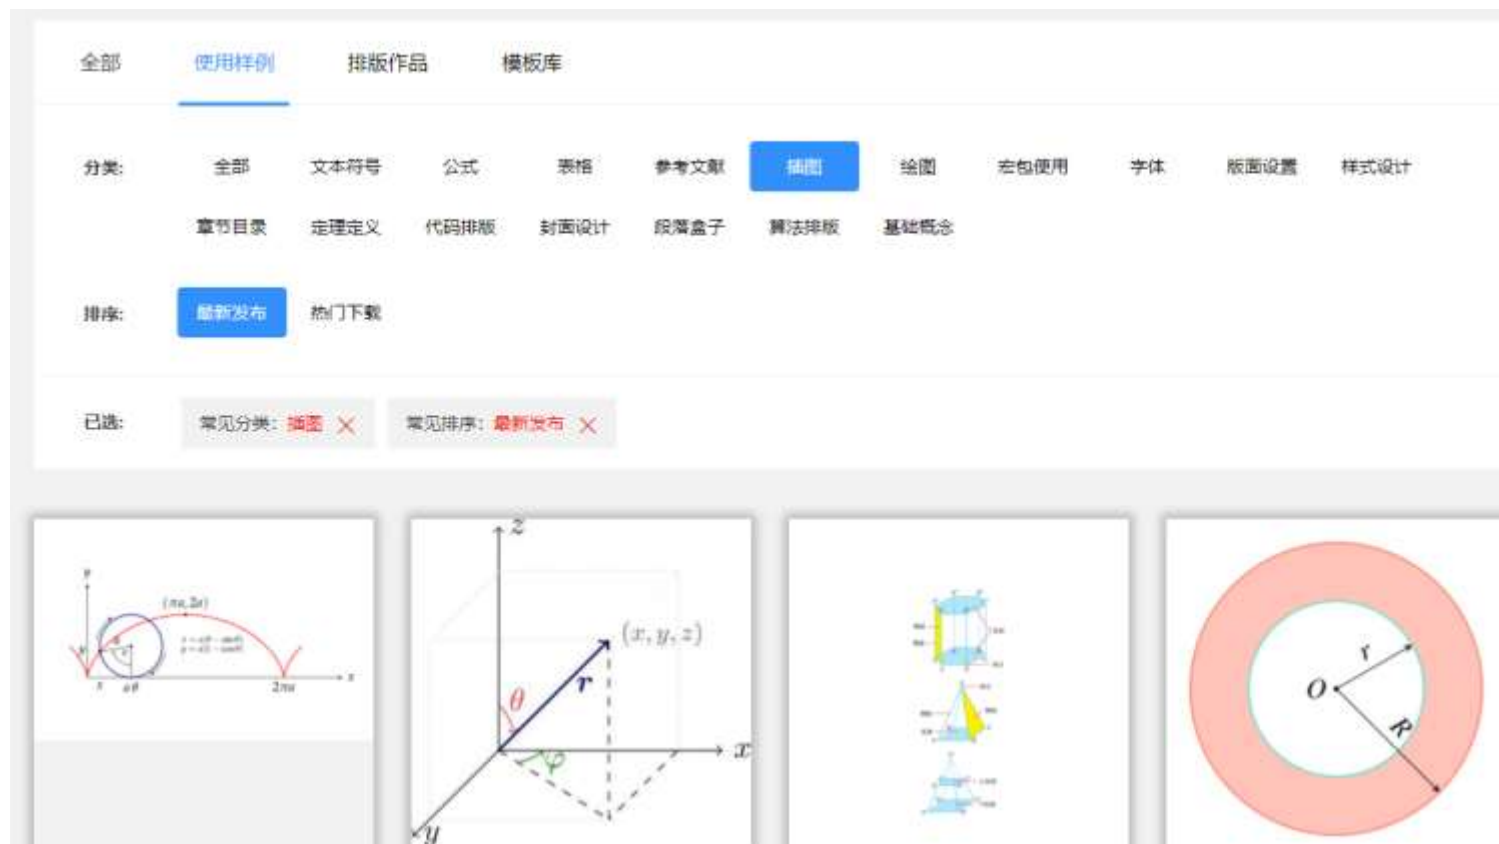 全部 使用样例 排版作品 模板库
分类: 全部 文本符号 公式 表格 参考文献 插图 绘图 宏包使用 字体 版面设置 样式设计
章节目录 定理定义 代码排版 封面设计 段落盒子 算法排版 基础概念
排序: 最新发布 热门下载
已选: 常见分类: 插图 × 常见排序: 最新发布 ×
y
(πa, 2a)
x aθ 2πa x
z
(x, y, z)
θ r
φ x
y
r
O
R